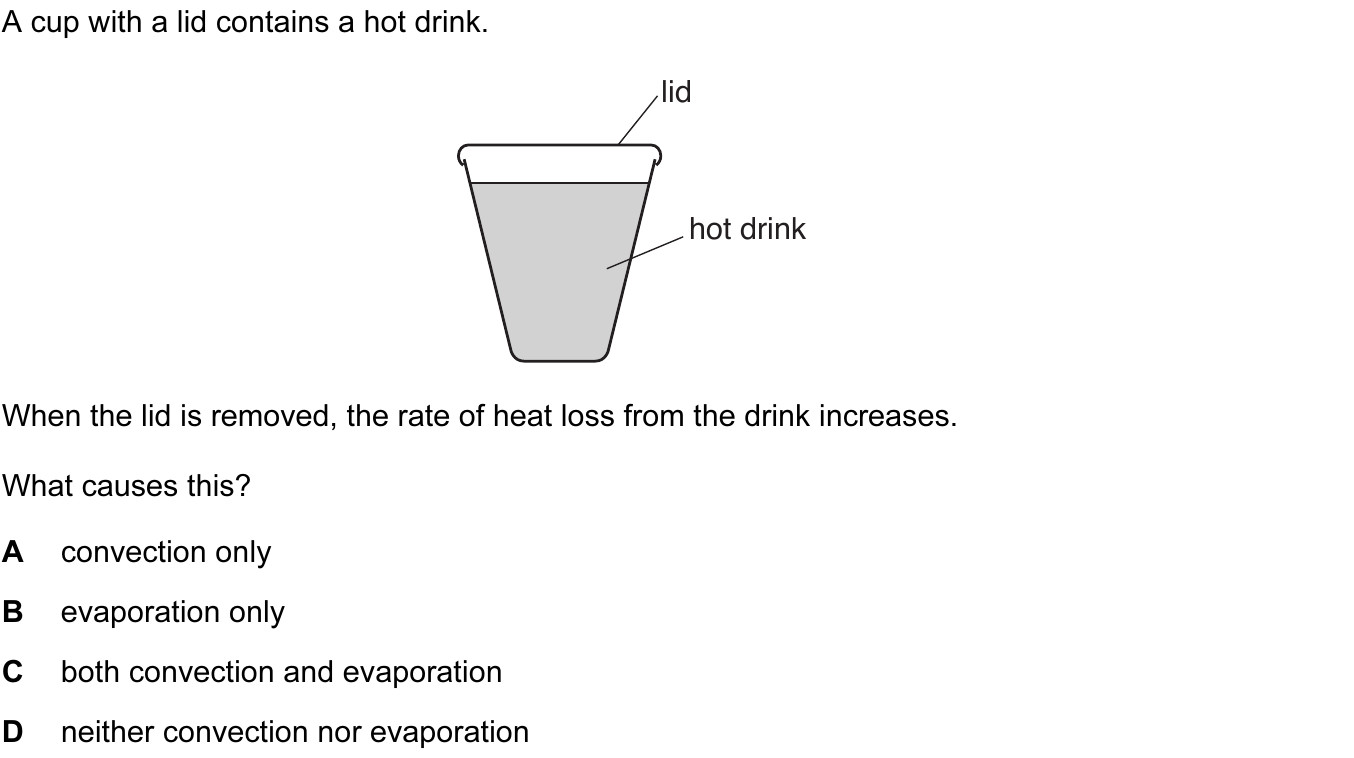 A cup with a lid contains a hot drink.
lid
hot drink
When the lid is removed, the rate of heat loss from the drink increases.
What causes this?
A convection only
B evaporation only
C both convection and evaporation
D neither convection nor evaporation